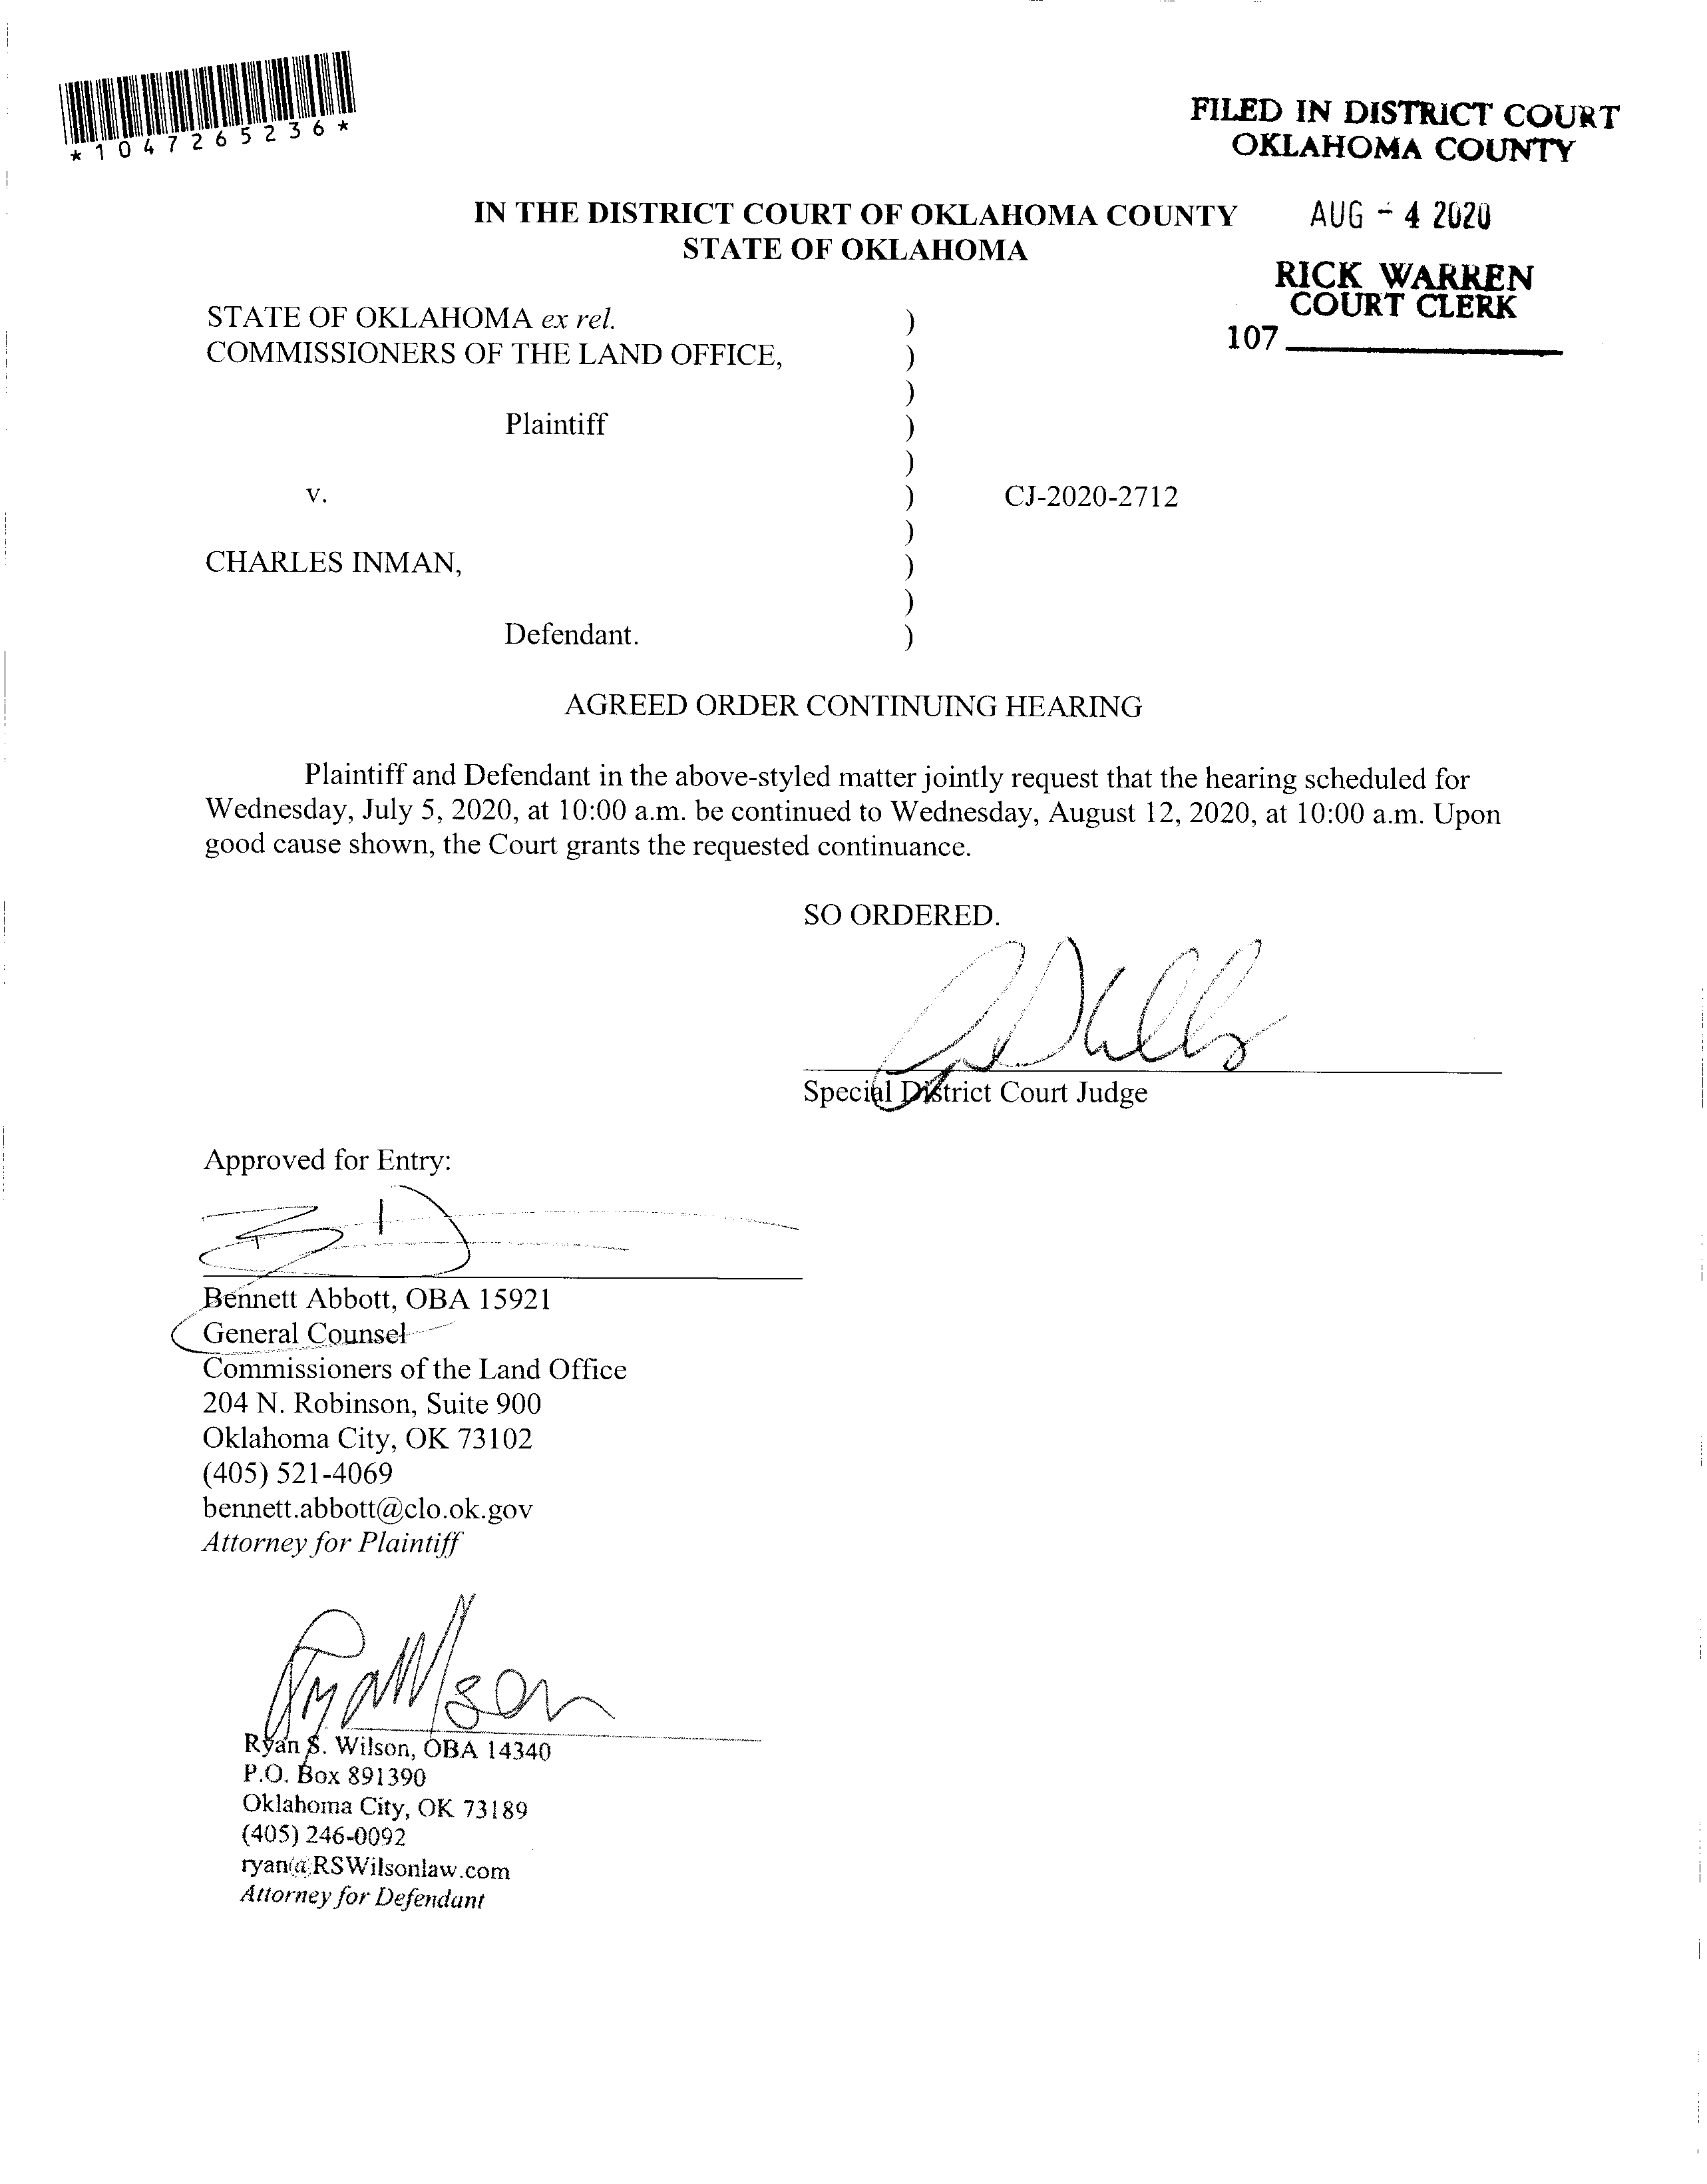 *1047265236*
FILED IN DISTRICT COURT
OKLAHOMA COUNTY
AUG - 4 2020
RICK WARREN
COURT CLERK
107
IN THE DISTRICT COURT OF OKLAHOMA COUNTY
STATE OF OKLAHOMA
STATE OF OKLAHOMA ex rel. )
COMMISSIONERS OF THE LAND OFFICE, )
)
Plaintiff )
)
v. ) CJ-2020-2712
)
CHARLES INMAN, )
)
Defendant. )
AGREED ORDER CONTINUING HEARING
Plaintiff and Defendant in the above-styled matter jointly request that the hearing scheduled for
Wednesday, July 5, 2020, at 10:00 a.m. be continued to Wednesday, August 12, 2020, at 10:00 a.m. Upon
good cause shown, the Court grants the requested continuance.
SO ORDERED.
Special District Court Judge
Approved for Entry:
Bennett Abbott, OBA 15921
General Counsel
Commissioners of the Land Office
204 N. Robinson, Suite 900
Oklahoma City, OK 73102
(405) 521-4069
bennett.abbott@clo.ok.gov
Attorney for Plaintiff
Ryan Wilson
Ryan S. Wilson, OBA 14340
P.O. Box 891390
Oklahoma City, OK 73189
(405) 246-0092
ryan@RSWilsonlaw.com
Attorney for Defendant